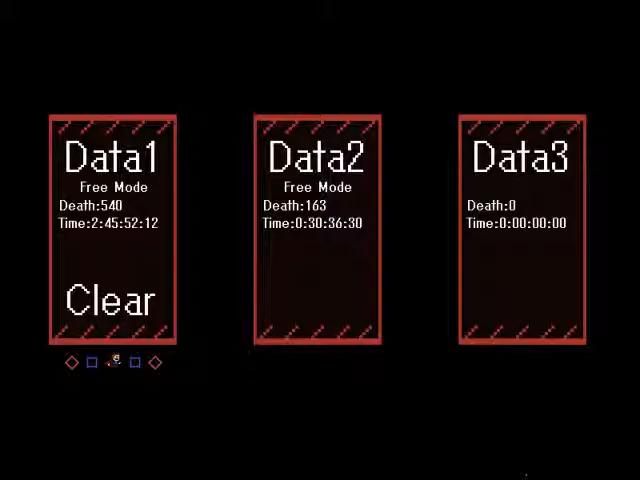 Data1
Free Mode
Death:540
Time:2:45:52:12
Clear
Data2
Free Mode
Death:163
Time:0:30:36:30
Data3
Death:0
Time:0:00:00:00